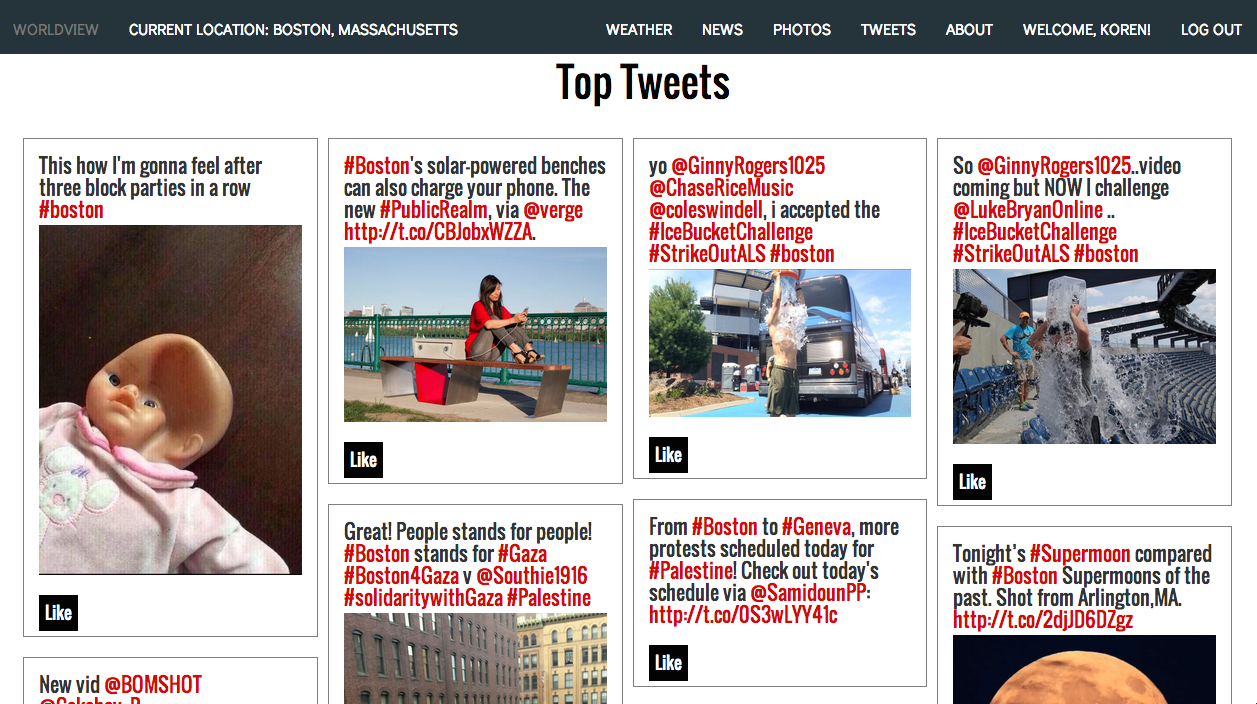 WORLDVIEW CURRENT LOCATION: BOSTON, MASSACHUSETTS WEATHER NEWS PHOTOS TWEETS ABOUT WELCOME, KOREN! LOG OUT
Top Tweets
This how I'm gonna feel after
three block parties in a row
#boston
Like
New vid @BOMSHOT
#Boston's solar-powered benches
can also charge your phone. The
new #PublicRealm, via @verge
http://t.co/CBJobxWZZA.
Like
Great! People stands for people!
#Boston stands for #Gaza
#Boston4Gaza v @Southie1916
#solidaritywithGaza #Palestine
yo @GinnyRogers1025
@ChaseRiceMusic
@coleswindell, i accepted the
#IceBucketChallenge
#StrikeOutALS #boston
Like
From #Boston to #Geneva, more
protests scheduled today for
#Palestine! Check out today's
schedule via @SamidounPP:
http://t.co/OS3wLYY41c
Like
So @GinnyRogers1025..video
coming but NOW I challenge
@LukeBryanOnline ..
#IceBucketChallenge
#StrikeOutALS #boston
Like
Tonight's #Supermoon compared
with #Boston Supermoons of the
past. Shot from Arlington,MA.
http://t.co/2djJD6DZgz